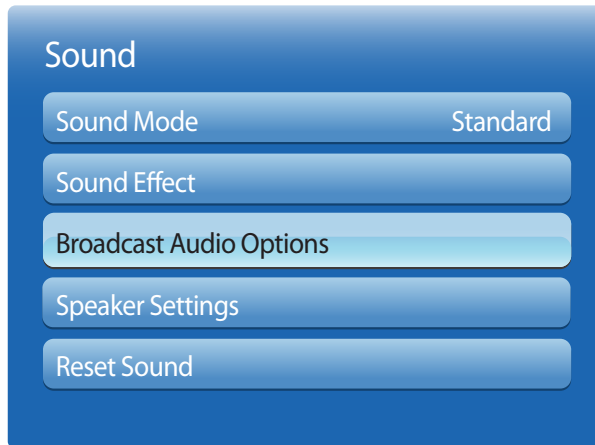 Sound
Sound Mode Standard
Sound Effect
Broadcast Audio Options
Speaker Settings
Reset Sound